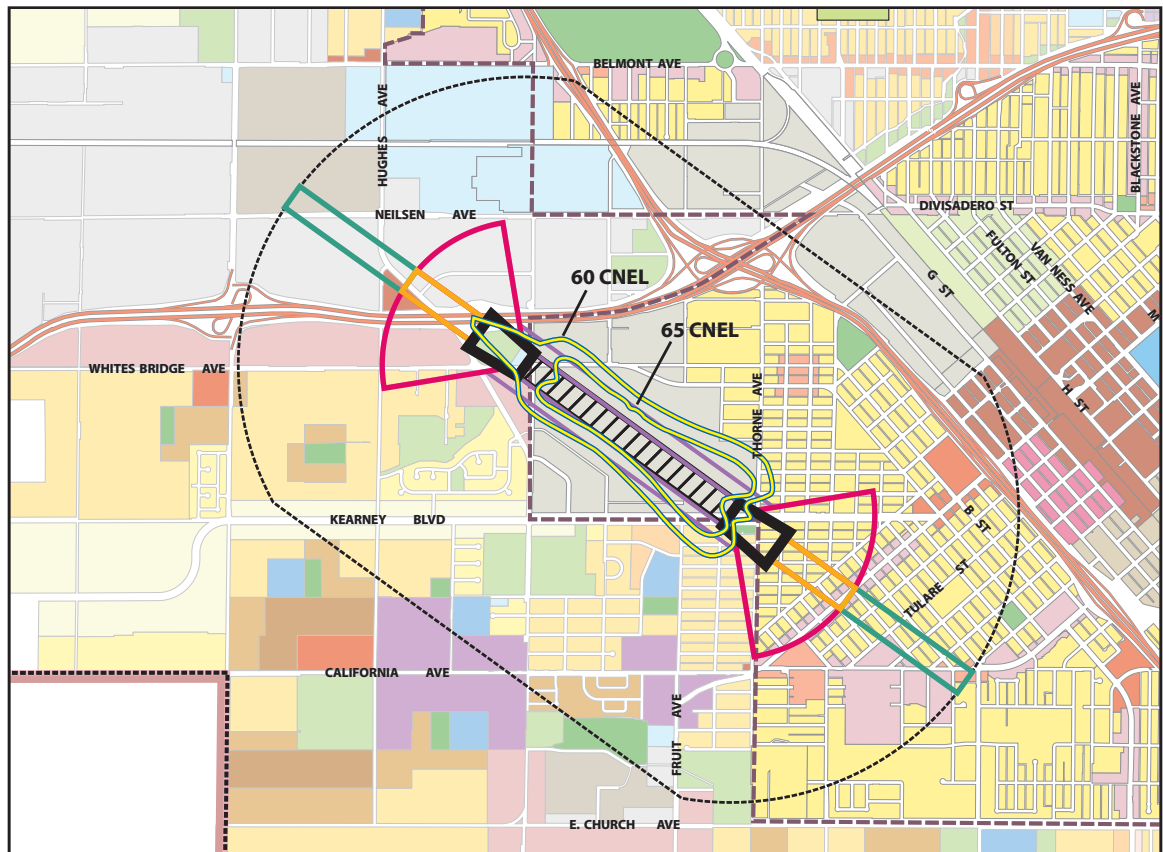 BELMONT AVE
HUGHES AVE
BLACKSTONE AVE
NEILSEN AVE
DIVISADERO ST
FULTON ST
VAN NESS AVE
G ST
M
60 CNEL
65 CNEL
WHITES BRIDGE AVE
H ST
THORNE AVE
KEARNEY BLVD
B ST
TULARE ST
CALIFORNIA AVE
FRUIT AVE
E. CHURCH AVE